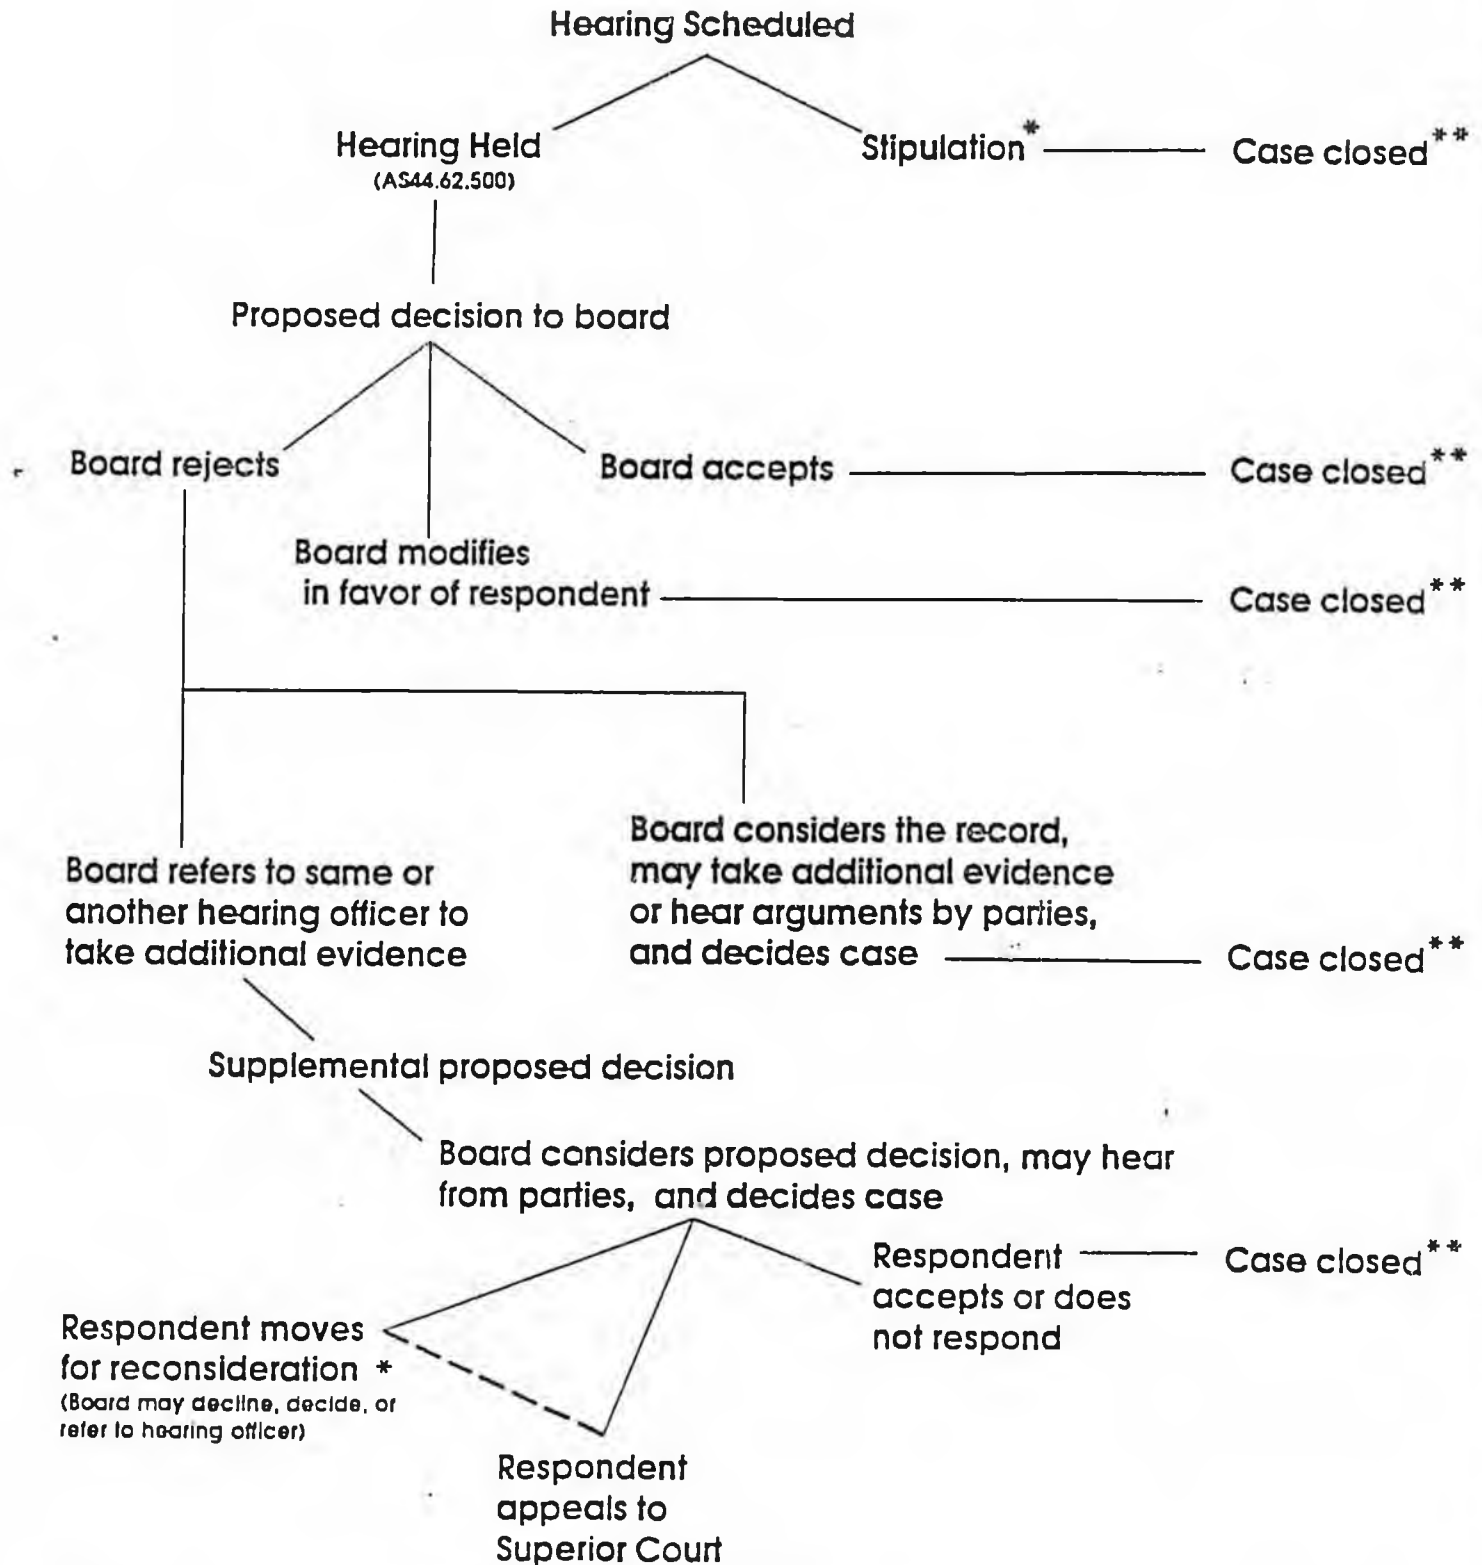 Hearing Scheduled
Hearing Held
(AS44.62.500)
Stipulation*
Case closed**
Proposed decision to board
Board rejects
Board accepts
Case closed**
Board modifies
in favor of respondent
Case closed**
Board refers to same or
another hearing officer to
take additional evidence
Board considers the record,
may take additional evidence
or hear arguments by parties,
and decides case
Case closed**
Supplemental proposed decision
Board considers proposed decision, may hear
from parties, and decides case
Respondent
accepts or does
not respond
Case closed**
Respondent moves
for reconsideration *
(Board may decline, decide, or
refer to hearing officer)
Respondent
appeals to
Superior Court